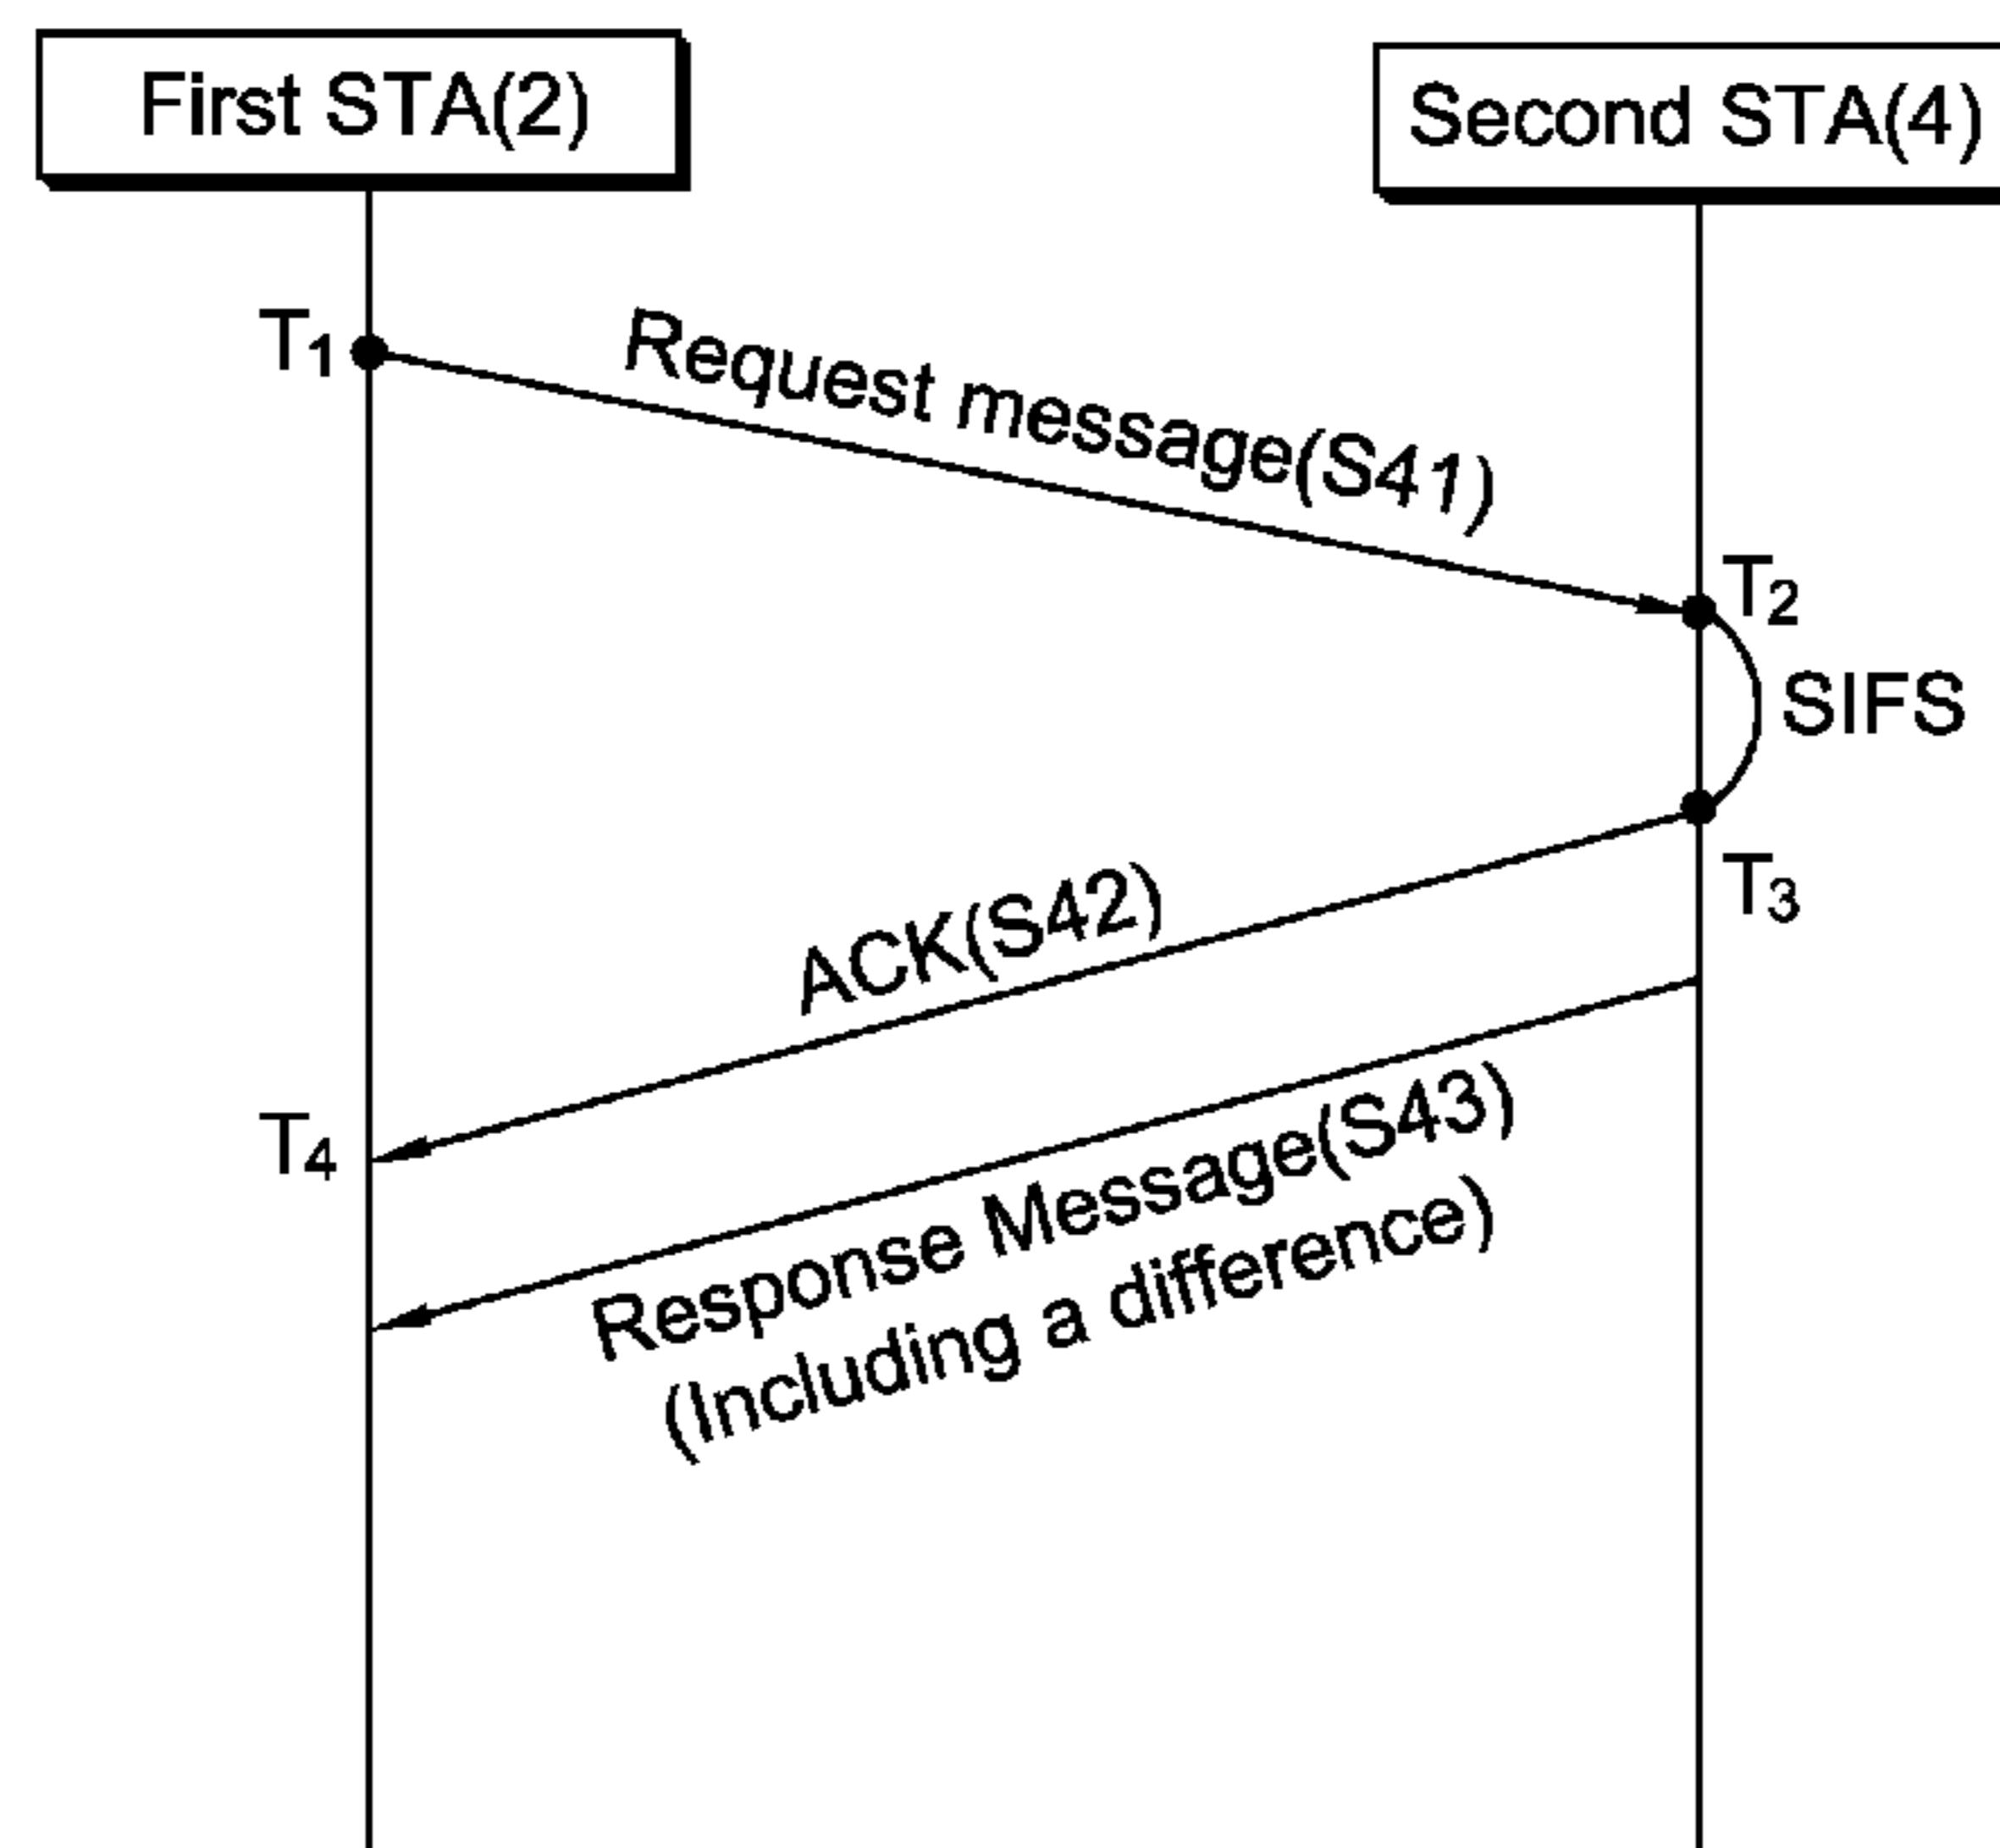 First STA(2)
Second STA(4)
T1
Request message(S41)
T2
SIFS
T3
ACK(S42)
T4
Response Message(S43)
(Including a difference)